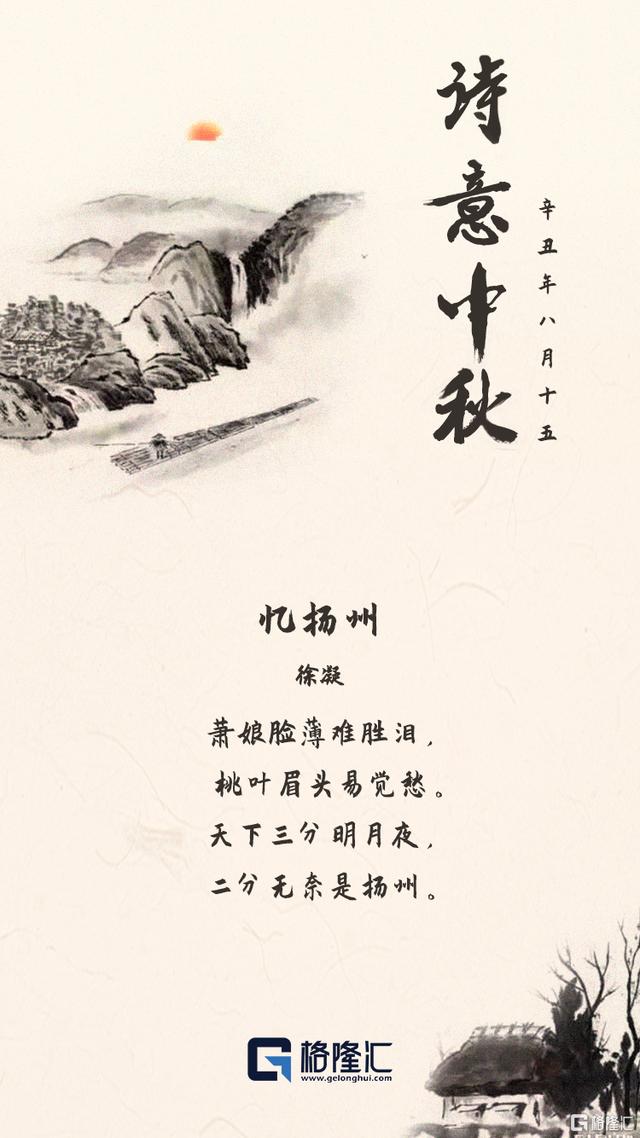 诗意中秋
辛丑年八月十五
忆扬州
徐凝
萧娘脸薄难胜泪，
桃叶眉头易觉愁。
天下三分明月夜，
二分无奈是扬州。
格隆汇
www.gelonghui.com
格隆汇